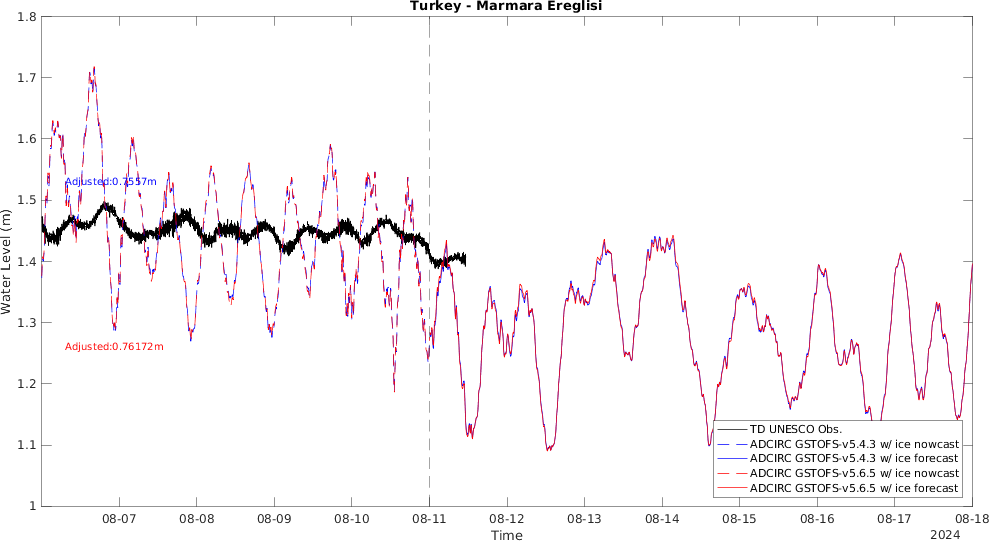 Turkey - Marmara Ereglisi
1.8
1.7
1.6
1.5
1.4
1.3
1.2
1.1
1
Water Level (m)
Adjusted:0.7557m
Adjusted:0.76172m
TD UNESCO Obs.
ADCIRC GSTOFS-v5.4.3 w/ ice nowcast
ADCIRC GSTOFS-v5.4.3 w/ ice forecast
ADCIRC GSTOFS-v5.6.5 w/ ice nowcast
ADCIRC GSTOFS-v5.6.5 w/ ice forecast
08-07 08-08 08-09 08-10 08-11 08-12 08-13 08-14 08-15 08-16 08-17 08-18
Time
2024